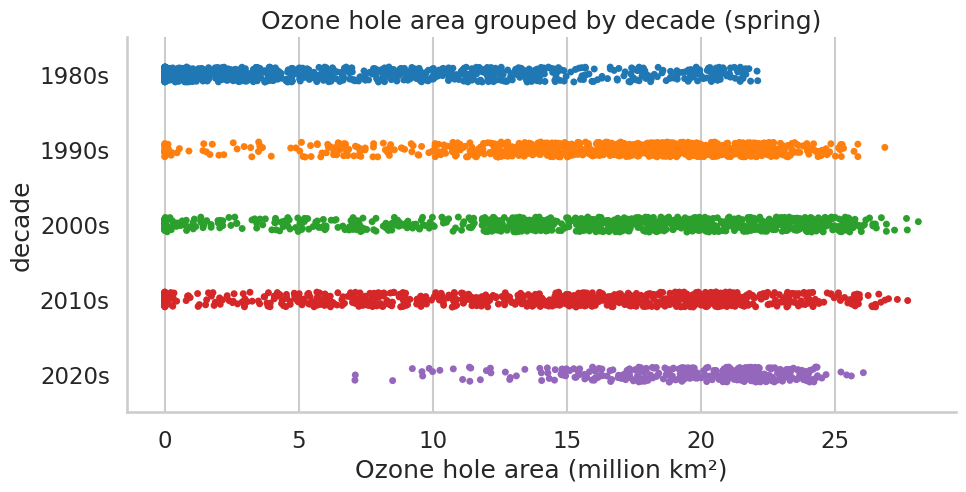 Ozone hole area grouped by decade (spring)
decade
1980s
1990s
2000s
2010s
2020s
0 5 10 15 20 25
Ozone hole area (million km²)